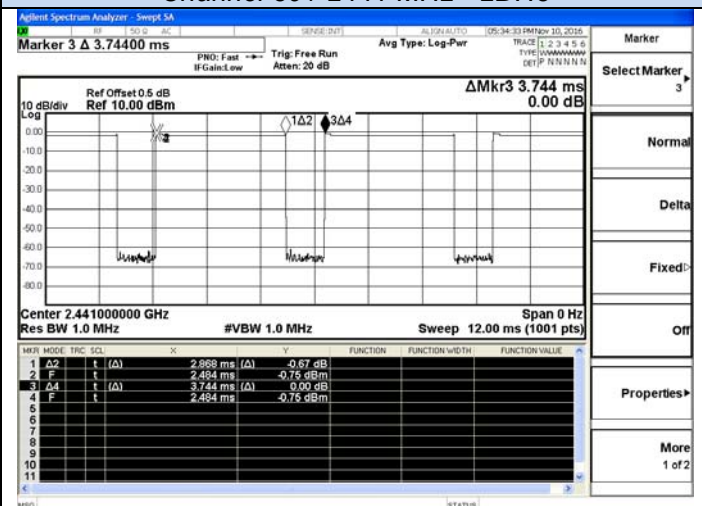 Agilent Spectrum Analyzer - Swept SA
RF 50 Ω AC SENSE:INT ALIGN AUTO 05:34:33 PM Nov 10, 2016
Marker 3 Δ 3.74400 ms
PNO: Fast
IFGain:Low
Trig: Free Run
Atten: 20 dB
Avg Type: Log-Pwr
TRACE 1 2 3 4 5 6
TYPE WWWWWW
DET P N N N N N
Ref Offset 0.5 dB
10 dB/div Ref 10.00 dBm
ΔMkr3 3.744 ms
0.00 dB
Log
1Δ2 3Δ4
0.00
-10.0
-20.0
-30.0
-40.0
-50.0
-60.0
-70.0
-80.0
Center 2.441000000 GHz Span 0 Hz
Res BW 1.0 MHz #VBW 1.0 MHz Sweep 12.00 ms (1001 pts)
MKR MODE TRC SCL X Y FUNCTION FUNCTION WIDTH FUNCTION VALUE
1 Δ2 t (Δ) 2.868 ms (Δ) -0.67 dB
2 F t 2.484 ms -0.75 dBm
3 Δ4 t (Δ) 3.744 ms (Δ) 0.00 dB
4 F t 2.484 ms -0.75 dBm
5
6
7
8
9
10
11
MSG STATUS
Marker
Select Marker
3
Normal
Delta
Fixed
Off
Properties
More
1 of 2